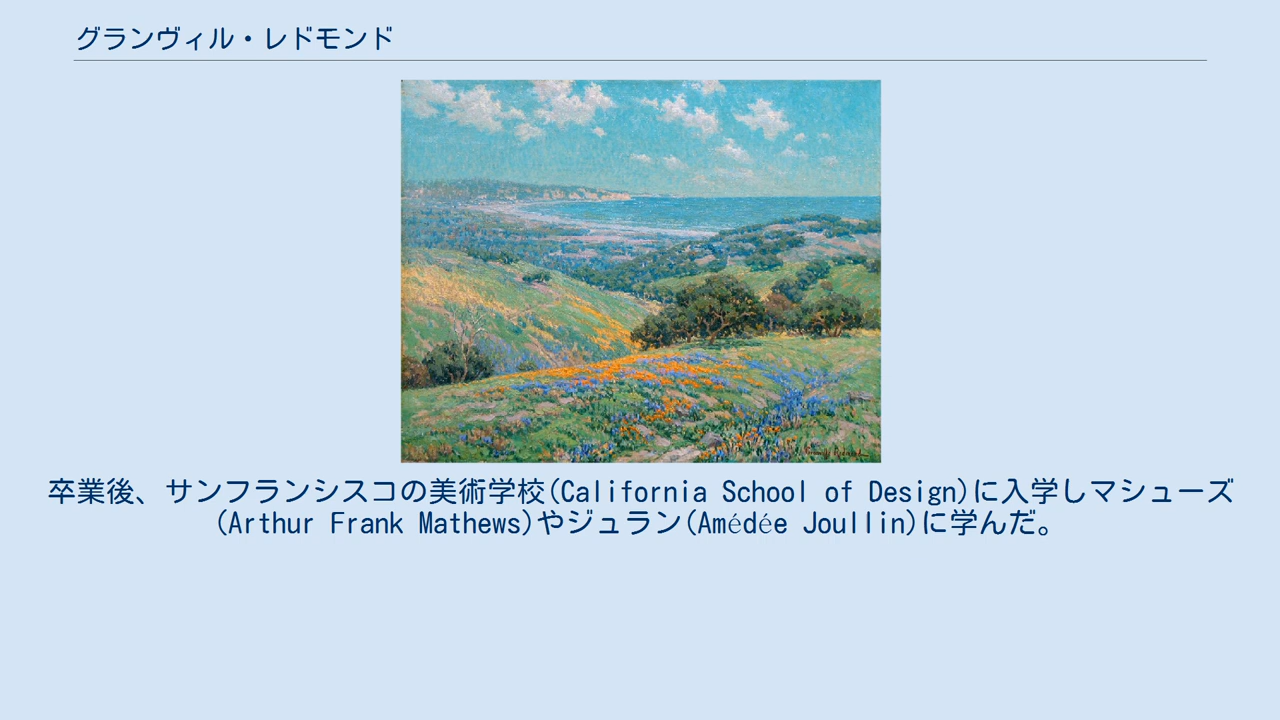 グランヴィル・レドモンド
卒業後、サンフランシスコの美術学校(California School of Design)に入学しマシューズ
(Arthur Frank Mathews)やジュラン(Amédée Joullin)に学んだ。